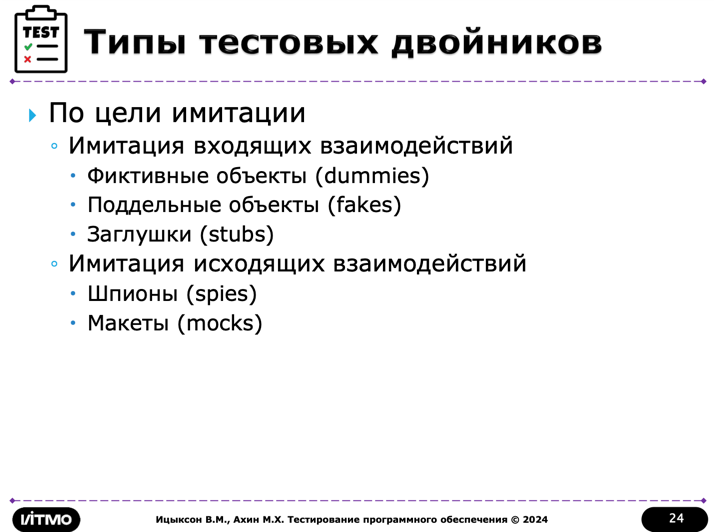 TEST
Типы тестовых двойников
По цели имитации
Имитация входящих взаимодействий
Фиктивные объекты (dummies)
Поддельные объекты (fakes)
Заглушки (stubs)
Имитация исходящих взаимодействий
Шпионы (spies)
Макеты (mocks)
ИТМО
Ицыксон В.М., Ахин М.Х. Тестирование программного обеспечения © 2024
24